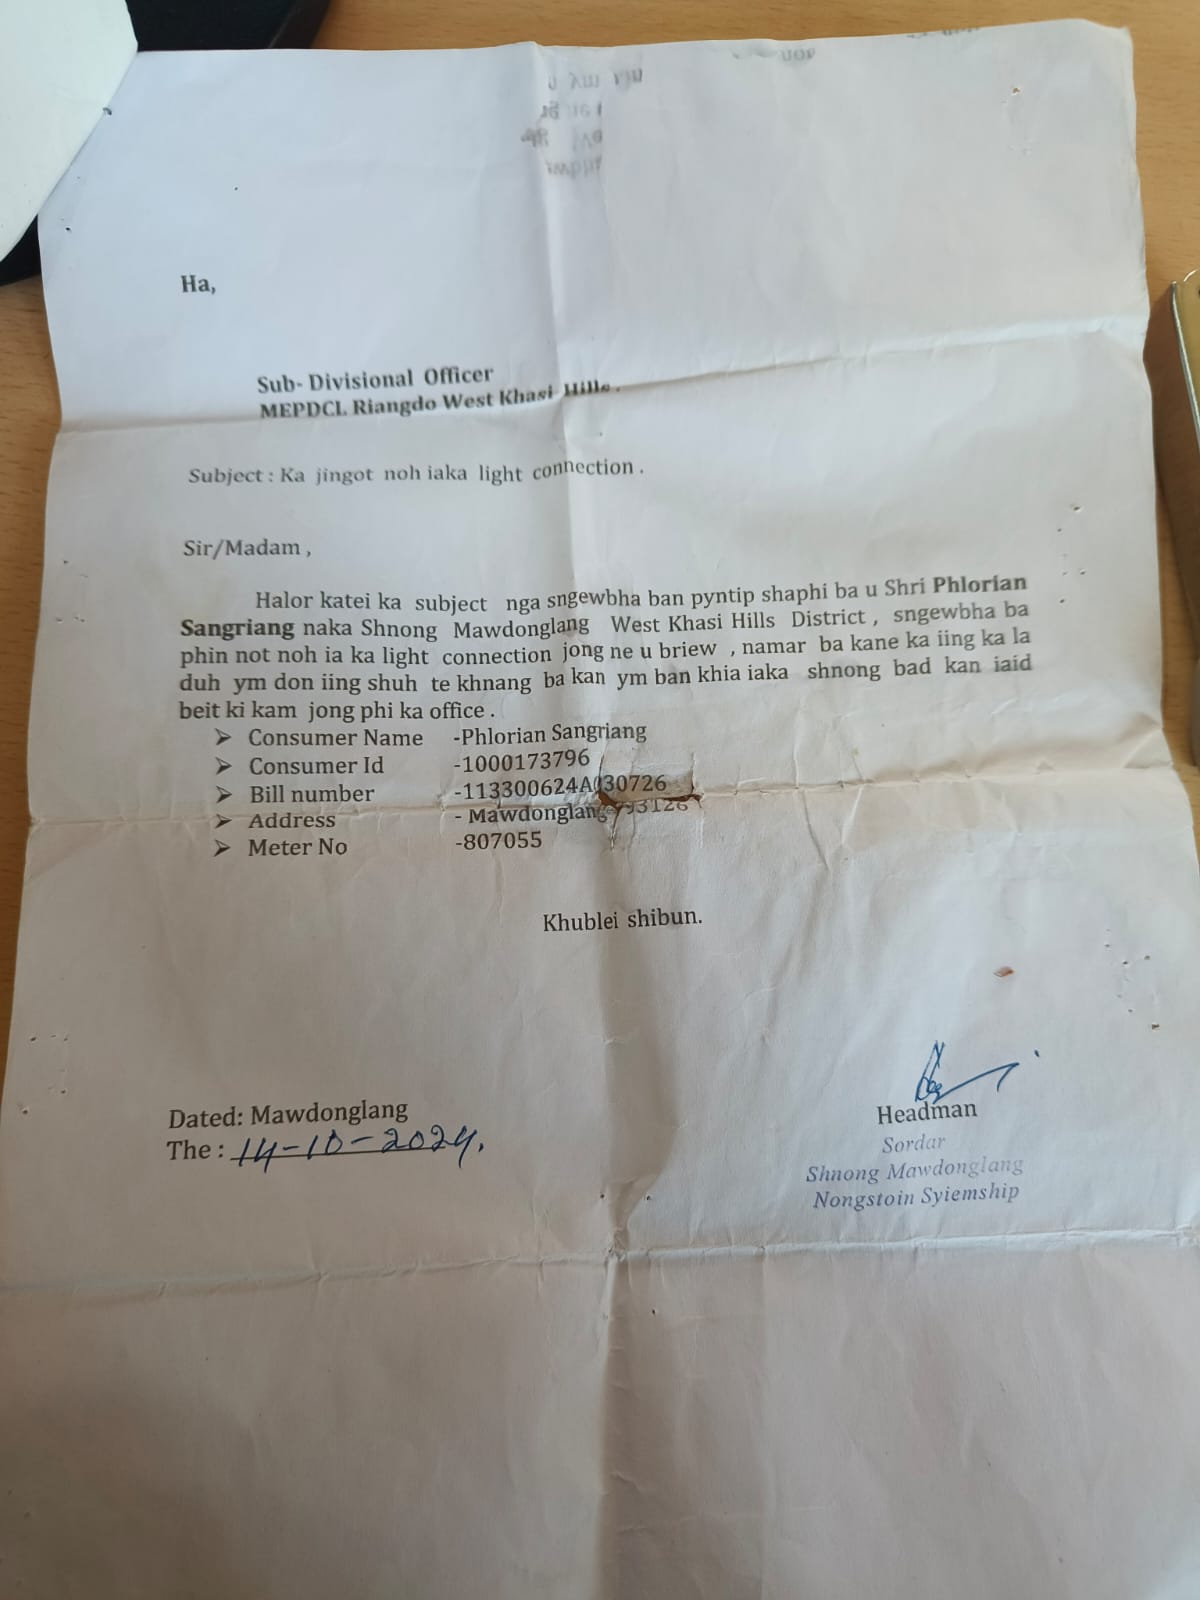 Ha,
Sub- Divisional Officer
MEPDCL Riangdo West Khasi Hills .
Subject : Ka jingot noh iaka light connection .
Sir/Madam ,
Halor katei ka subject nga sngewbha ban pyntip shaphi ba u Shri Phlorian
Sangriang naka Shnong Mawdonglang West Khasi Hills District , sngewbha ba
phin not noh ia ka light connection jong ne u briew , namar ba kane ka iing ka la
duh ym don iing shuh te khnang ba kan ym ban khia iaka shnong bad kan iaid
beit ki kam jong phi ka office .
➢ Consumer Name -Phlorian Sangriang
➢ Consumer Id -1000173796
➢ Bill number -113300624A030726
➢ Address - Mawdonglang 793126
➢ Meter No -807055
Khublei shibun.
Dated: Mawdonglang
The : 14-10-2024.
Headman
Sordar
Shnong Mawdonglang
Nongstoin Syiemship